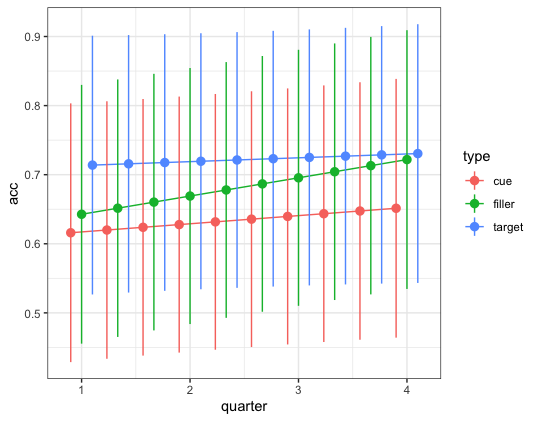 0.9
0.8
0.7
0.6
0.5
acc
1 2 3 4
quarter
type
cue
filler
target